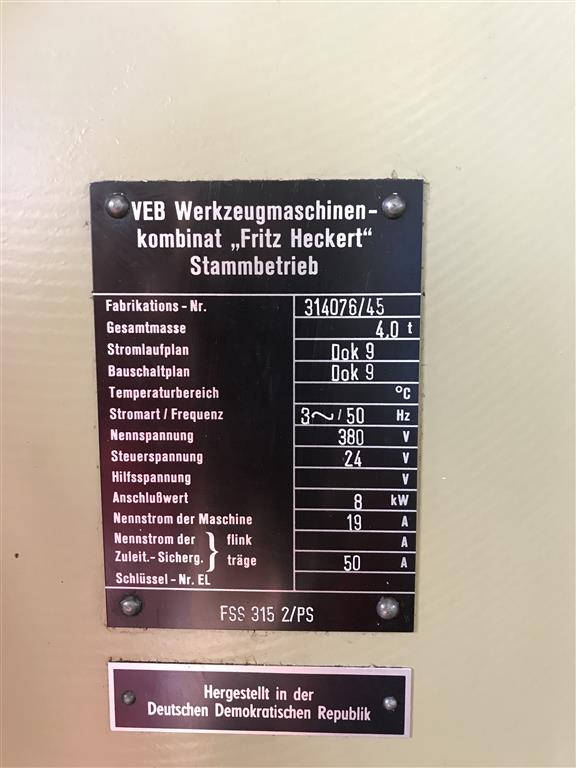 VEB Werkzeugmaschinen-
kombinat „Fritz Heckert“
Stammbetrieb
Fabrikations - Nr. 314076/45
Gesamtmasse 4,0 t
Stromlaufplan Dok 9
Bauschaltplan Dok 9
Temperaturbereich °C
Stromart / Frequenz 3~/50 Hz
Nennspannung 380 V
Steuerspannung 24 V
Hilfsspannung V
Anschlußwert 8 kW
Nennstrom der Maschine 19 A
Nennstrom der } flink A
Zuleit.- Sicherg. } träge 50 A
Schlüssel - Nr. EL
FSS 315 2/PS
Hergestellt in der
Deutschen Demokratischen Republik